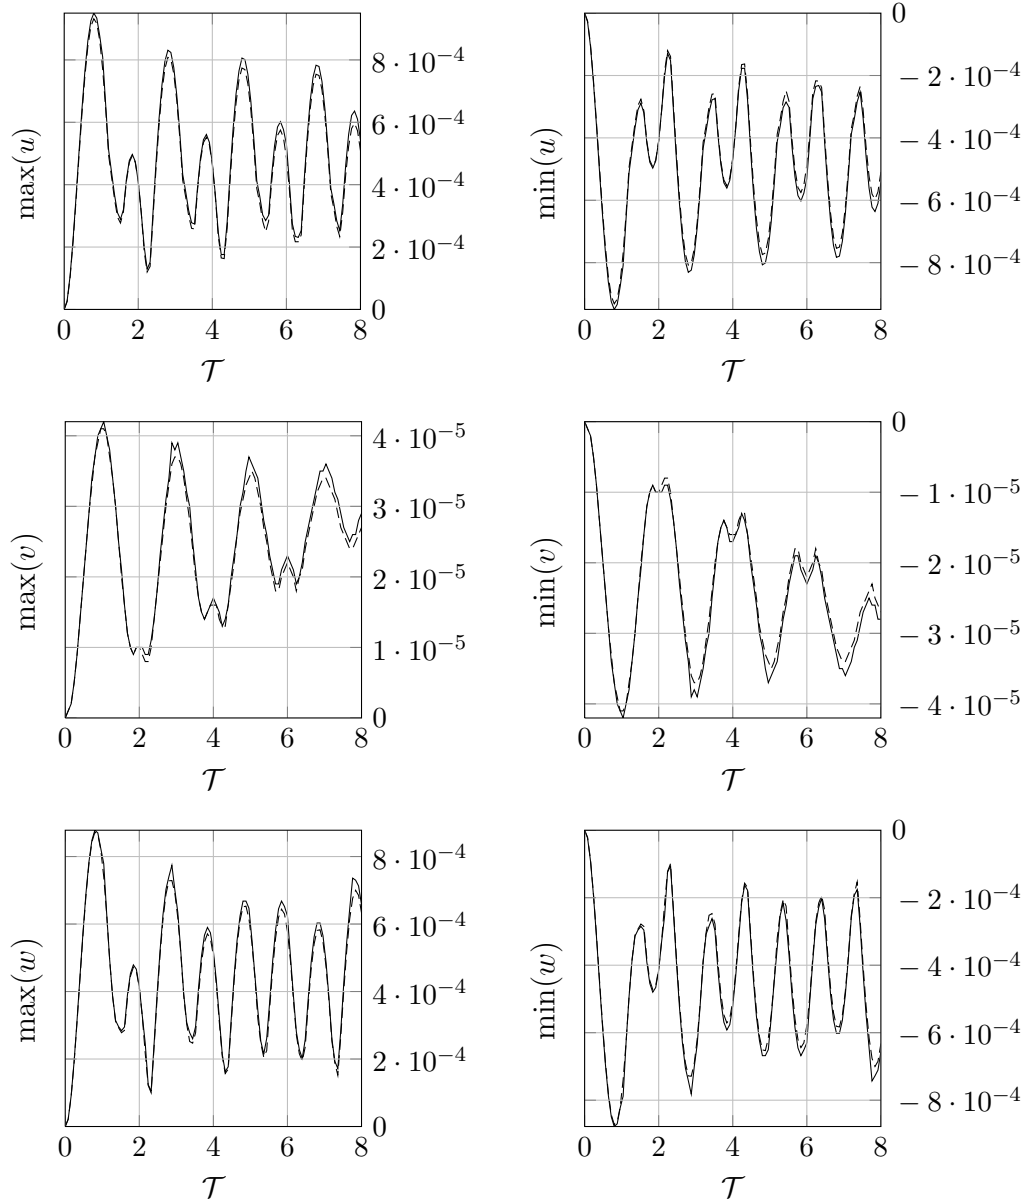 max(u)
8 · 10⁻⁴
6 · 10⁻⁴
4 · 10⁻⁴
2 · 10⁻⁴
0
0 2 4 6 8
𝒯
min(u)
0
− 2 · 10⁻⁴
− 4 · 10⁻⁴
− 6 · 10⁻⁴
− 8 · 10⁻⁴
0 2 4 6 8
𝒯
max(v)
4 · 10⁻⁵
3 · 10⁻⁵
2 · 10⁻⁵
1 · 10⁻⁵
0
0 2 4 6 8
𝒯
min(v)
0
− 1 · 10⁻⁵
− 2 · 10⁻⁵
− 3 · 10⁻⁵
− 4 · 10⁻⁵
0 2 4 6 8
𝒯
max(w)
8 · 10⁻⁴
6 · 10⁻⁴
4 · 10⁻⁴
2 · 10⁻⁴
0
0 2 4 6 8
𝒯
min(w)
0
− 2 · 10⁻⁴
− 4 · 10⁻⁴
− 6 · 10⁻⁴
− 8 · 10⁻⁴
0 2 4 6 8
𝒯